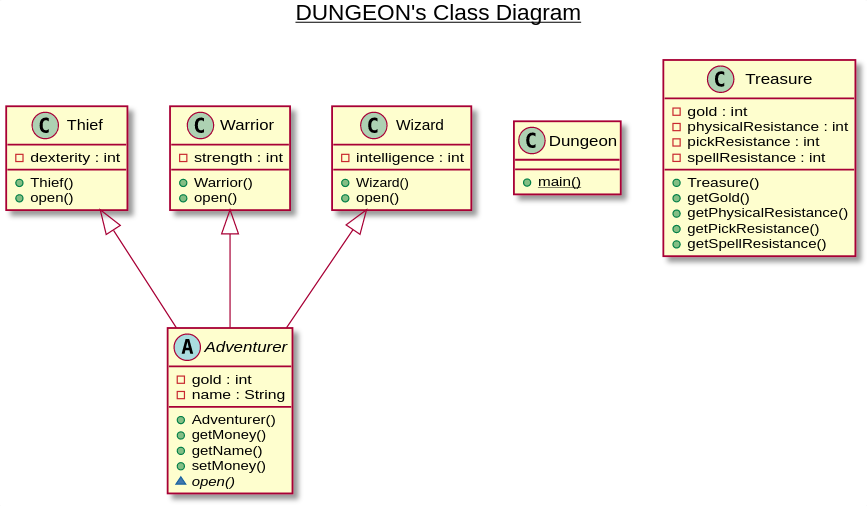 DUNGEON's Class Diagram
C Thief
dexterity : int
Thief()
open()
C Warrior
strength : int
Warrior()
open()
C Wizard
intelligence : int
Wizard()
open()
C Dungeon
main()
C Treasure
gold : int
physicalResistance : int
pickResistance : int
spellResistance : int
Treasure()
getGold()
getPhysicalResistance()
getPickResistance()
getSpellResistance()
A Adventurer
gold : int
name : String
Adventurer()
getMoney()
getName()
setMoney()
open()